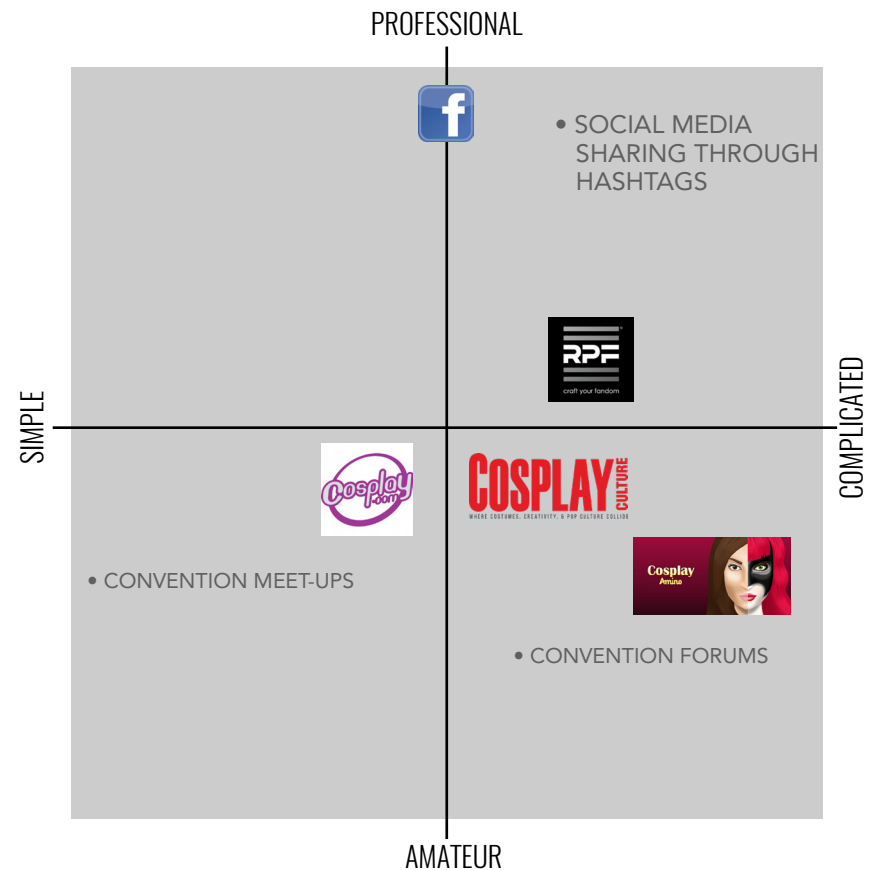 PROFESSIONAL
f
• SOCIAL MEDIA
SHARING THROUGH
HASHTAGS
RPF
craft your fandom
SIMPLE
COMPLICATED
Cosplay
.com
COSPLAY
CULTURE
WHERE COSTUMES, CREATIVITY, & POP CULTURE COLLIDE
Cosplay
Amino
• CONVENTION MEET-UPS
• CONVENTION FORUMS
AMATEUR